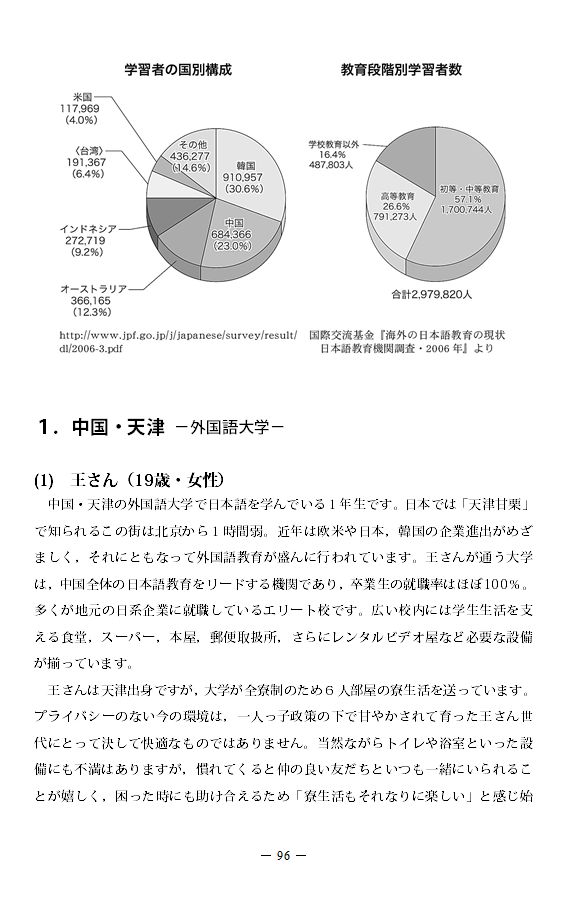 学習者の国別構成
米国
117,969
(4.0%)
〈台湾〉
191,367
(6.4%)
インドネシア
272,719
(9.2%)
オーストラリア
366,165
(12.3%)
その他
436,277
(14.6%)
韓国
910,957
(30.6%)
中国
684,366
(23.0%)
http://www.jpf.go.jp/j/japanese/survey/result/
dl/2006-3.pdf
教育段階別学習者数
学校教育以外
16.4%
487,803人
高等教育
26.6%
791,273人
初等・中等教育
57.1%
1,700,744人
合計2,979,820人
国際交流基金『海外の日本語教育の現状
日本語教育機関調査・2006年』より
1．中国・天津 －外国語大学－
(1)　王さん（19歳・女性）
中国・天津の外国語大学で日本語を学んでいる１年生です。日本では「天津甘栗」
で知られるこの街は北京から１時間弱。近年は欧米や日本，韓国の企業進出がめざ
ましく，それにともなって外国語教育が盛んに行われています。王さんが通う大学
は，中国全体の日本語教育をリードする機関であり，卒業生の就職率はほぼ100％。
多くが地元の日系企業に就職しているエリート校です。広い校内には学生生活を支
える食堂，スーパー，本屋，郵便取扱所，さらにレンタルビデオ屋など必要な設備
が揃っています。
王さんは天津出身ですが，大学が全寮制のため６人部屋の寮生活を送っています。
プライバシーのない今の環境は，一人っ子政策の下で甘やかされて育った王さん世
代にとって決して快適なものではありません。当然ながらトイレや浴室といった設
備にも不満はありますが，慣れてくると仲の良い友だちといつも一緒にいられるこ
とが嬉しく，困った時にも助け合えるため「寮生活もそれなりに楽しい」と感じ始
－ 96 －